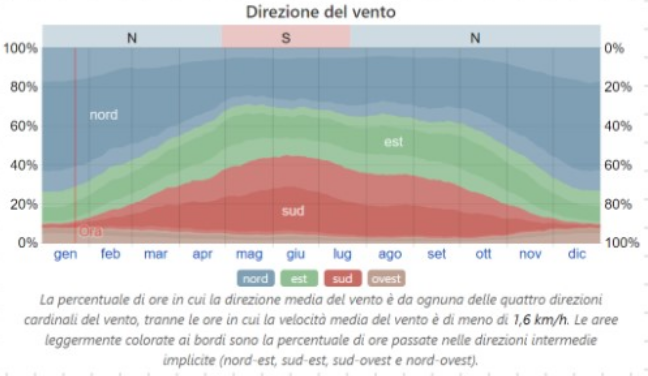 Direzione del vento
N S N
100% 0%
80% 20%
60% 40%
40% 60%
20% 80%
0% 100%
nord
est
sud
ora
gen feb mar apr mag giu lug ago set ott nov dic
nord est sud ovest
La percentuale di ore in cui la direzione media del vento è da ognuna delle quattro direzioni
cardinali del vento, tranne le ore in cui la velocità media del vento è di meno di 1,6 km/h. Le aree
leggermente colorate ai bordi sono la percentuale di ore passate nelle direzioni intermedie
implicite (nord-est, sud-est, sud-ovest e nord-ovest).